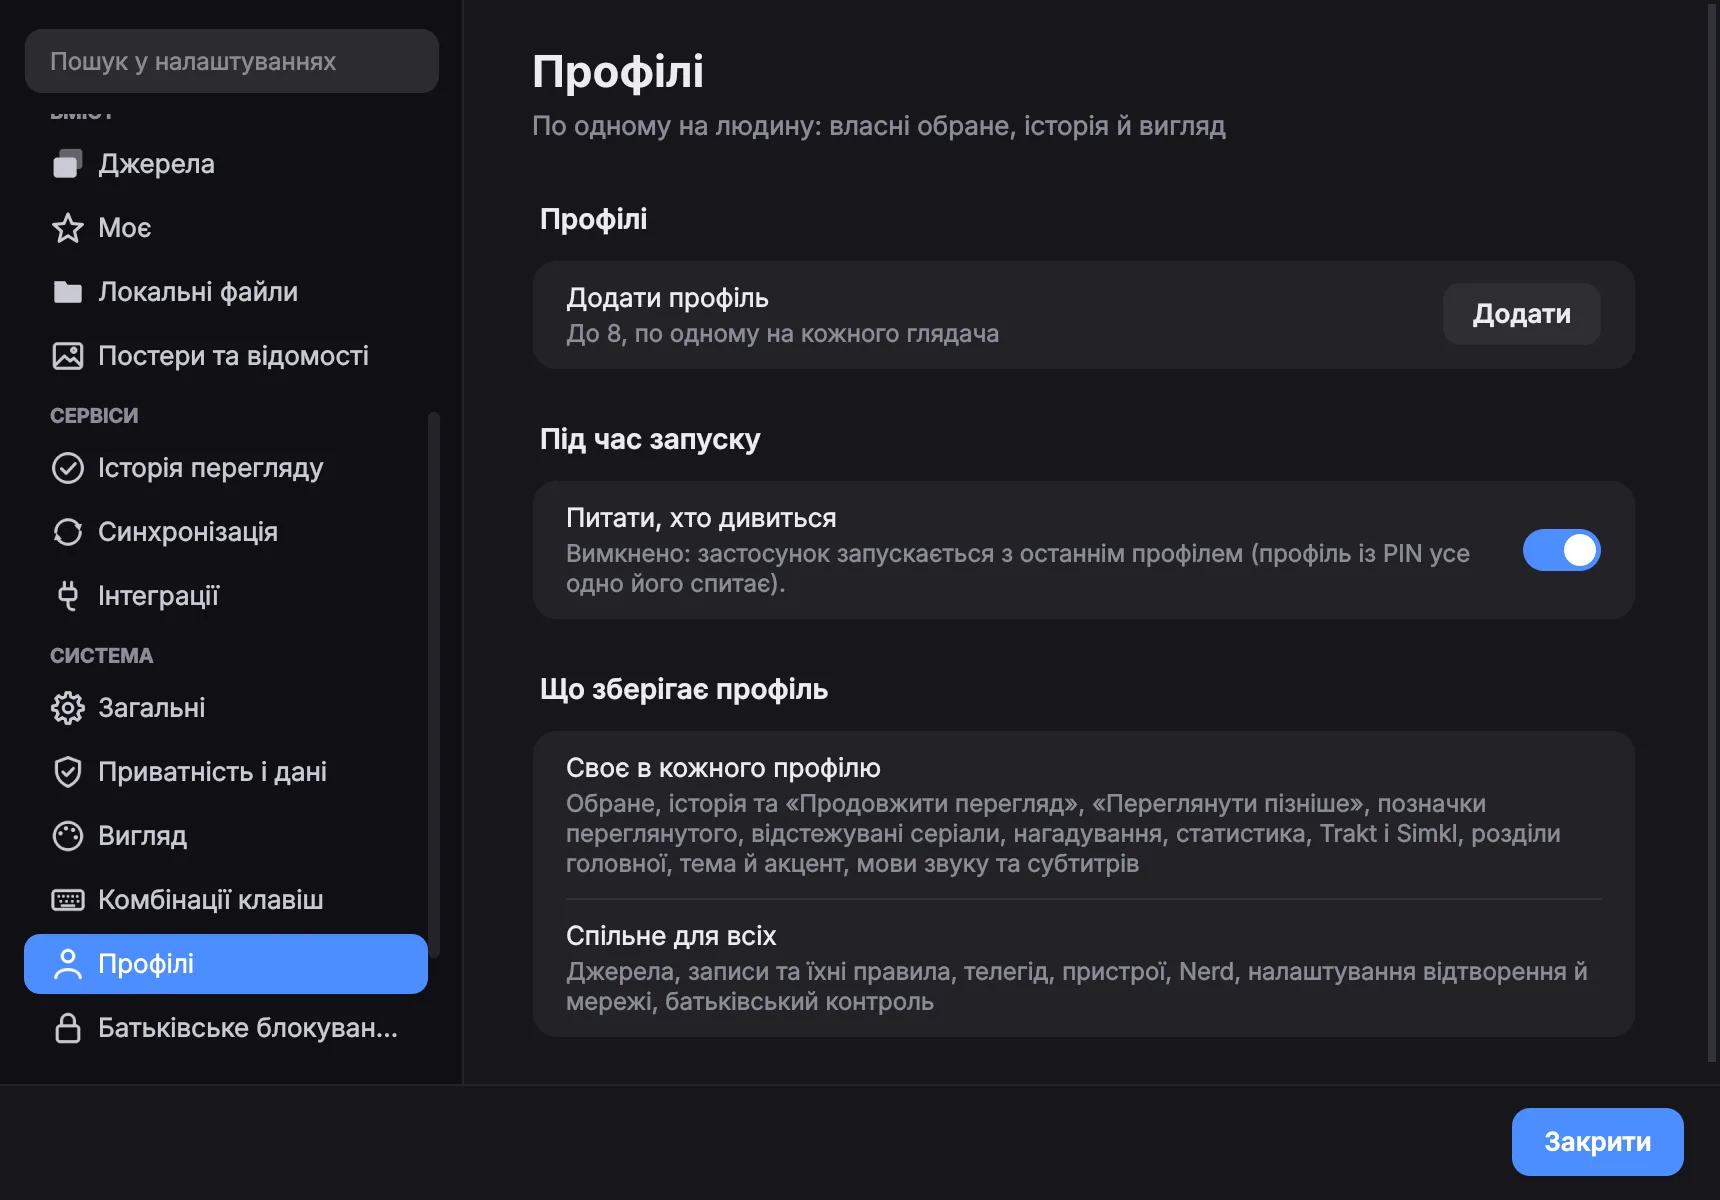 Пошук у налаштуваннях
Джерела
Моє
Локальні файли
Постери та відомості
СЕРВІСИ
Історія перегляду
Синхронізація
Інтеграції
СИСТЕМА
Загальні
Приватність і дані
Вигляд
Комбінації клавіш
Профілі
Батьківське блокуван...
Профілі
По одному на людину: власні обране, історія й вигляд
Профілі
Додати профіль
До 8, по одному на кожного глядача
Додати
Під час запуску
Питати, хто дивиться
Вимкнено: застосунок запускається з останнім профілем (профіль із PIN усе
одно його спитає).
Що зберігає профіль
Своє в кожного профілю
Обране, історія та «Продовжити перегляд», «Переглянути пізніше», позначки
переглянутого, відстежувані серіали, нагадування, статистика, Trakt і Simkl, розділи
головної, тема й акцент, мови звуку та субтитрів
Спільне для всіх
Джерела, записи та їхні правила, телегід, пристрої, Nerd, налаштування відтворення й
мережі, батьківський контроль
Закрити